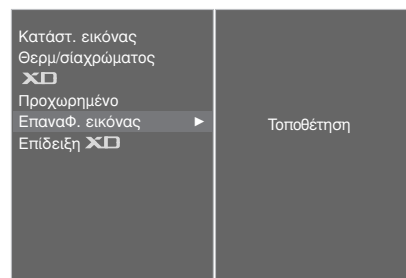 Κατάστ. εικόνας
Θερμ/σίαχρώματος
XD
Προχωρημένο
ΕπαναΦ. εικόνας ►
Επίδειξη XD
Τοποθέτηση